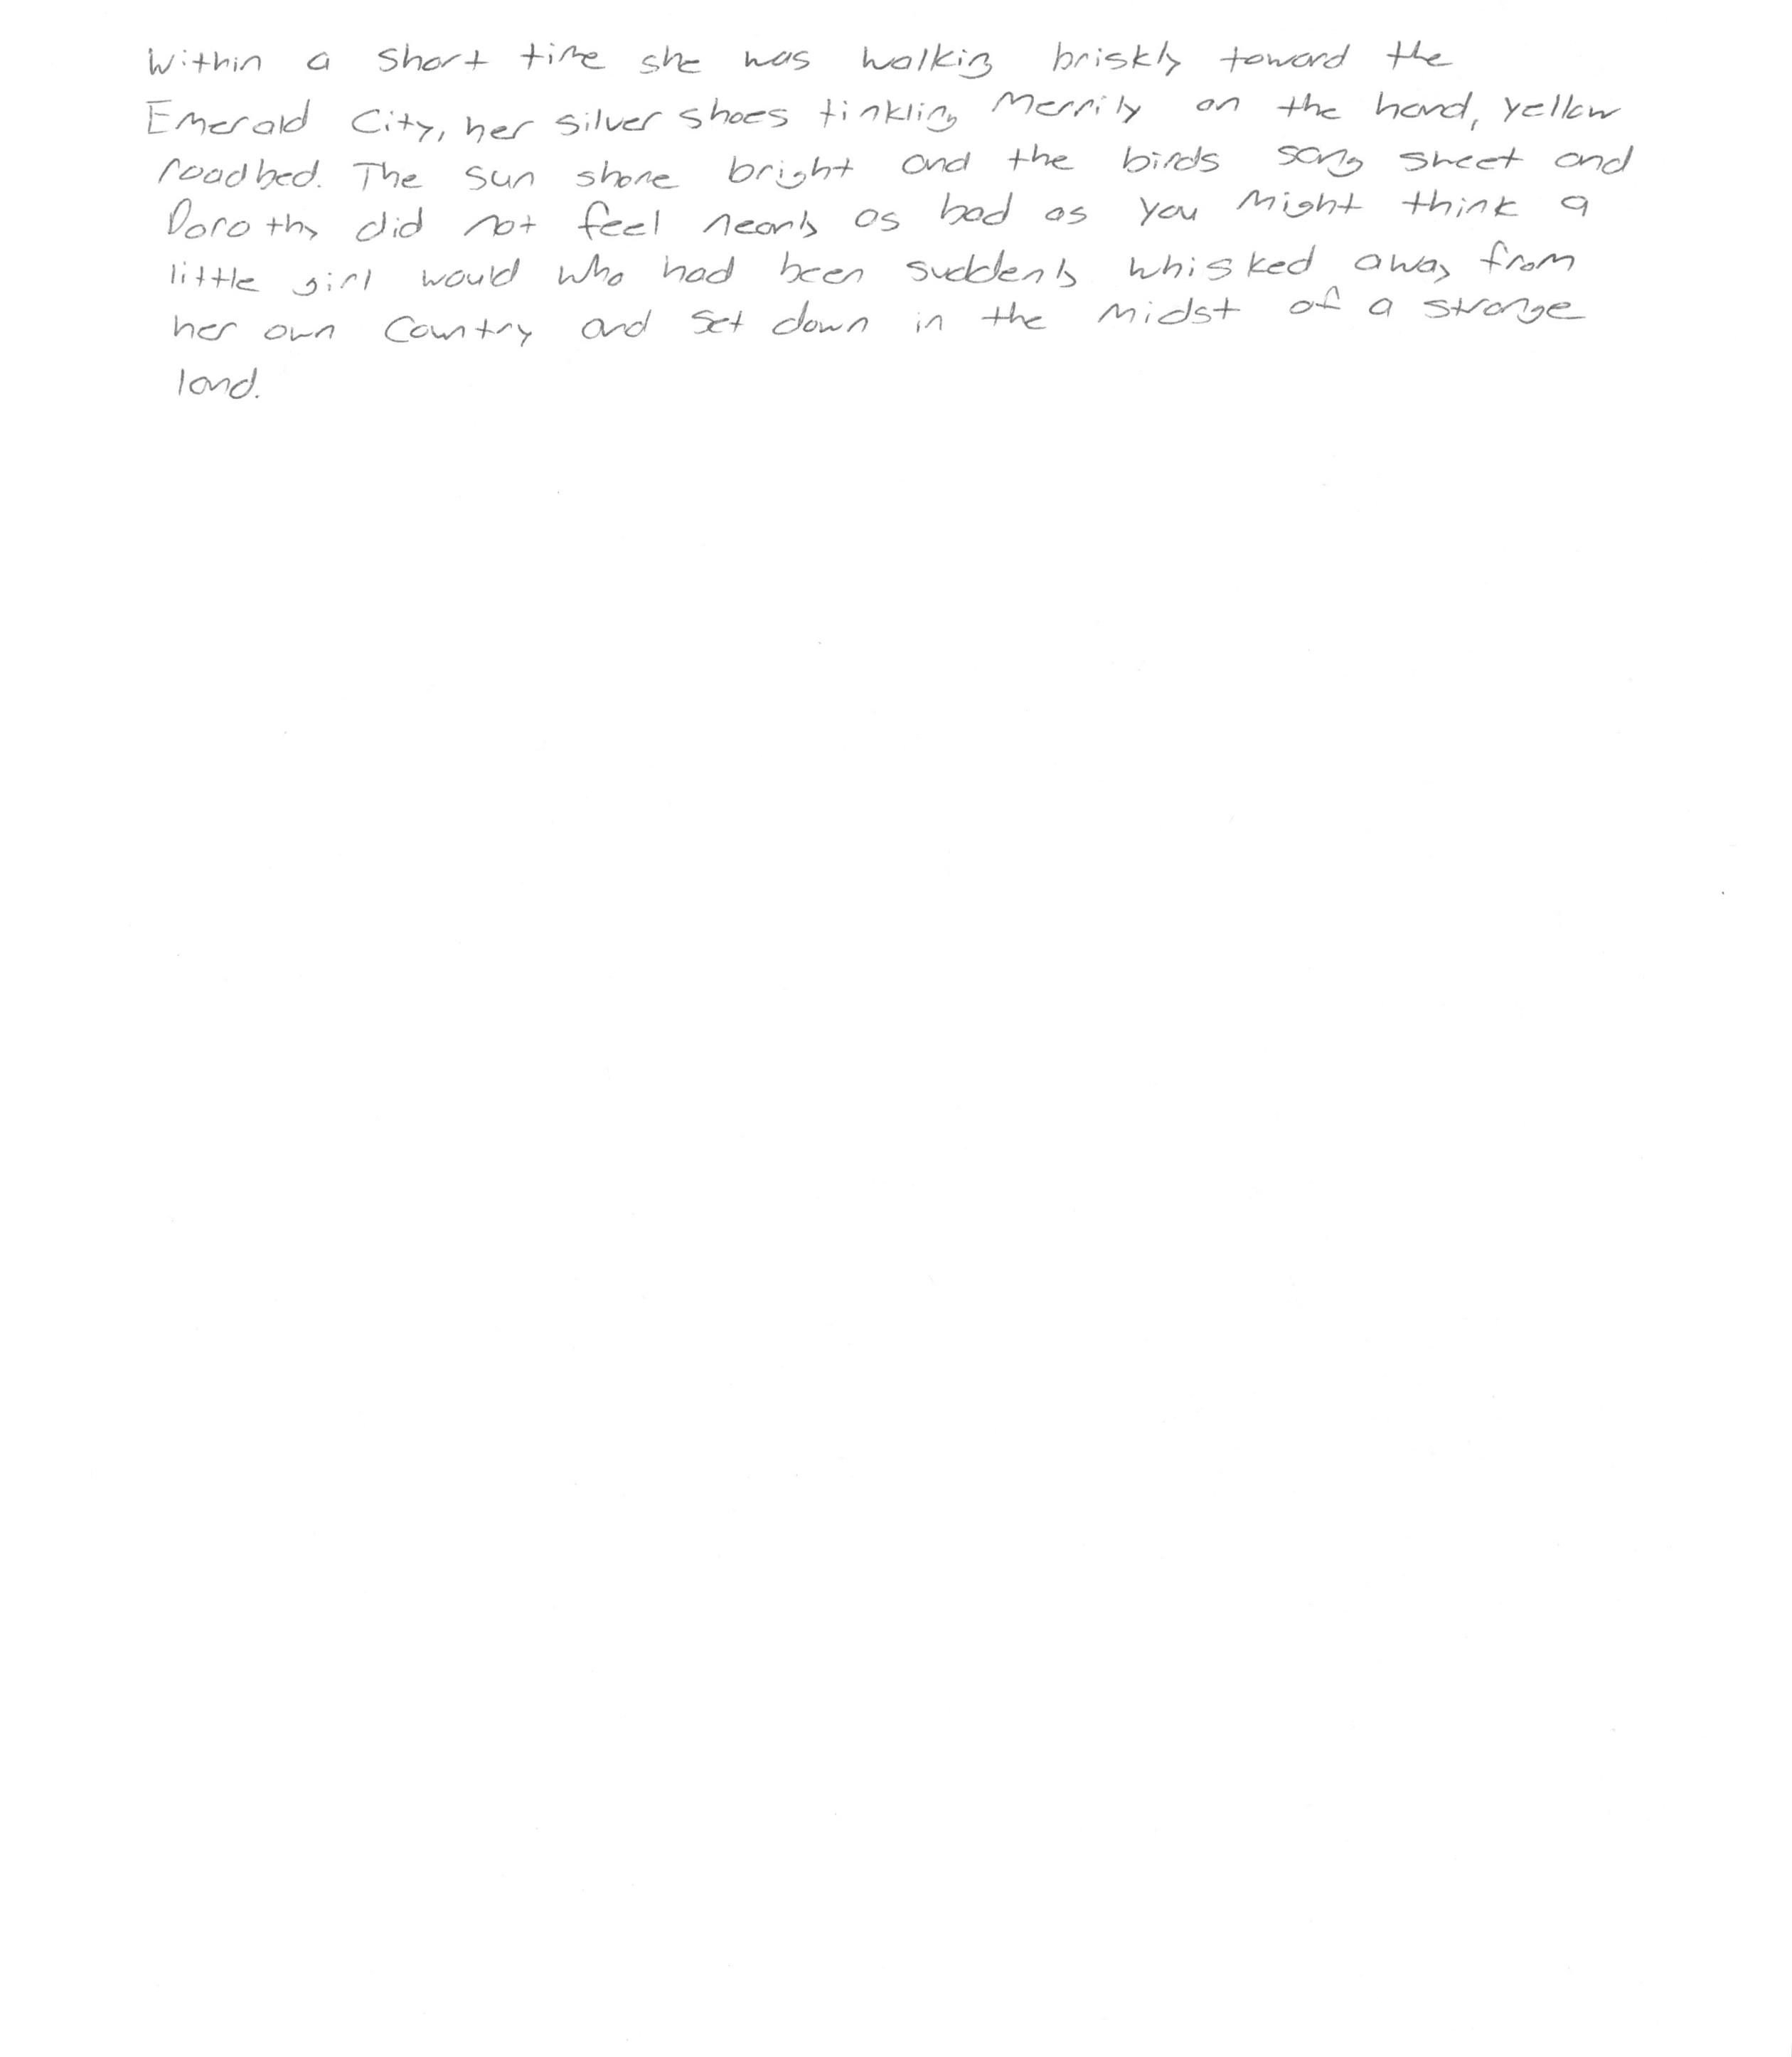 Within a short time she was walking briskly toward the
Emerald City, her silver shoes tinkling merrily on the hard, yellow
roadbed. The sun shone bright and the birds sang sweet and
Dorothy did not feel nearly as bad as you might think a
little girl would who had been suddenly whisked away from
her own country and set down in the midst of a strange
land.